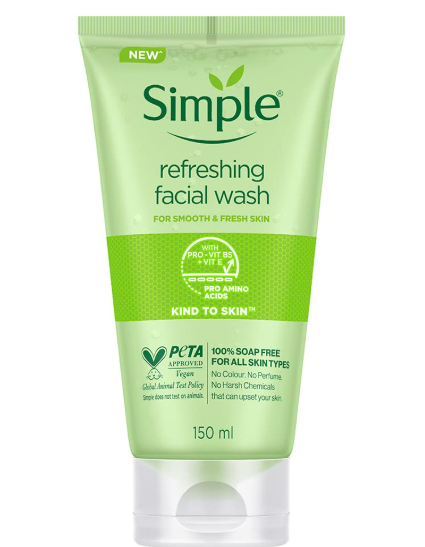 NEW^
Simple®
refreshing
facial wash
FOR SMOOTH & FRESH SKIN
WITH
PRO-VIT B5
+ VIT E
PRO AMINO
ACIDS
KIND TO SKIN™
PeTA
APPROVED
Vegan
Global Animal Test Policy
Simple does not test on animals.
100% SOAP FREE
FOR ALL SKIN TYPES
No Colour. No Perfume.
No Harsh Chemicals
that can upset your skin.
150 ml